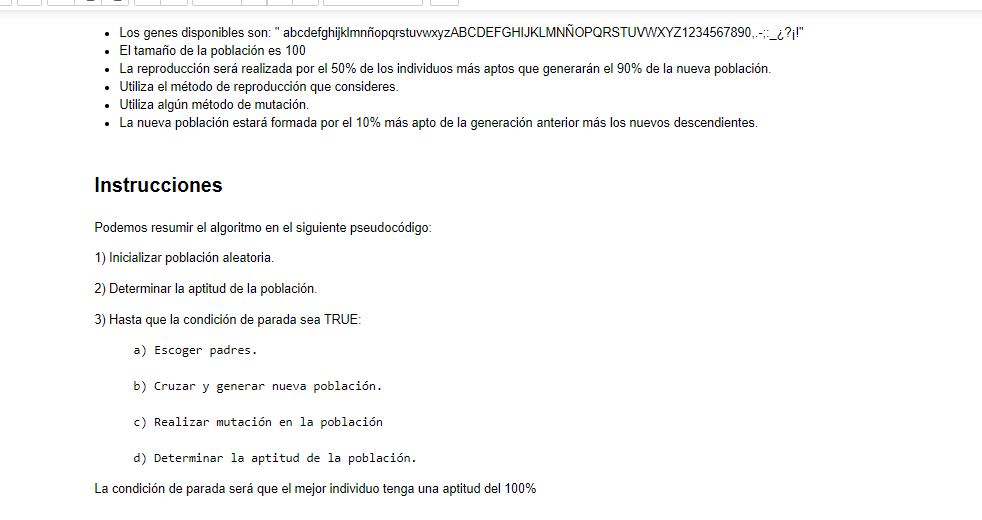 Los genes disponibles son: " abcdefghijklmnñopqrstuvwxyzABCDEFGHIJKLMNÑOPQRSTUVWXYZ1234567890,.-;:_¿?¡!"
El tamaño de la población es 100
La reproducción será realizada por el 50% de los individuos más aptos que generarán el 90% de la nueva población.
Utiliza el método de reproducción que consideres.
Utiliza algún método de mutación.
La nueva población estará formada por el 10% más apto de la generación anterior más los nuevos descendientes.
Instrucciones
Podemos resumir el algoritmo en el siguiente pseudocódigo:
1) Inicializar población aleatoria.
2) Determinar la aptitud de la población.
3) Hasta que la condición de parada sea TRUE:
a) Escoger padres.
b) Cruzar y generar nueva población.
c) Realizar mutación en la población
d) Determinar la aptitud de la población.
La condición de parada será que el mejor individuo tenga una aptitud del 100%